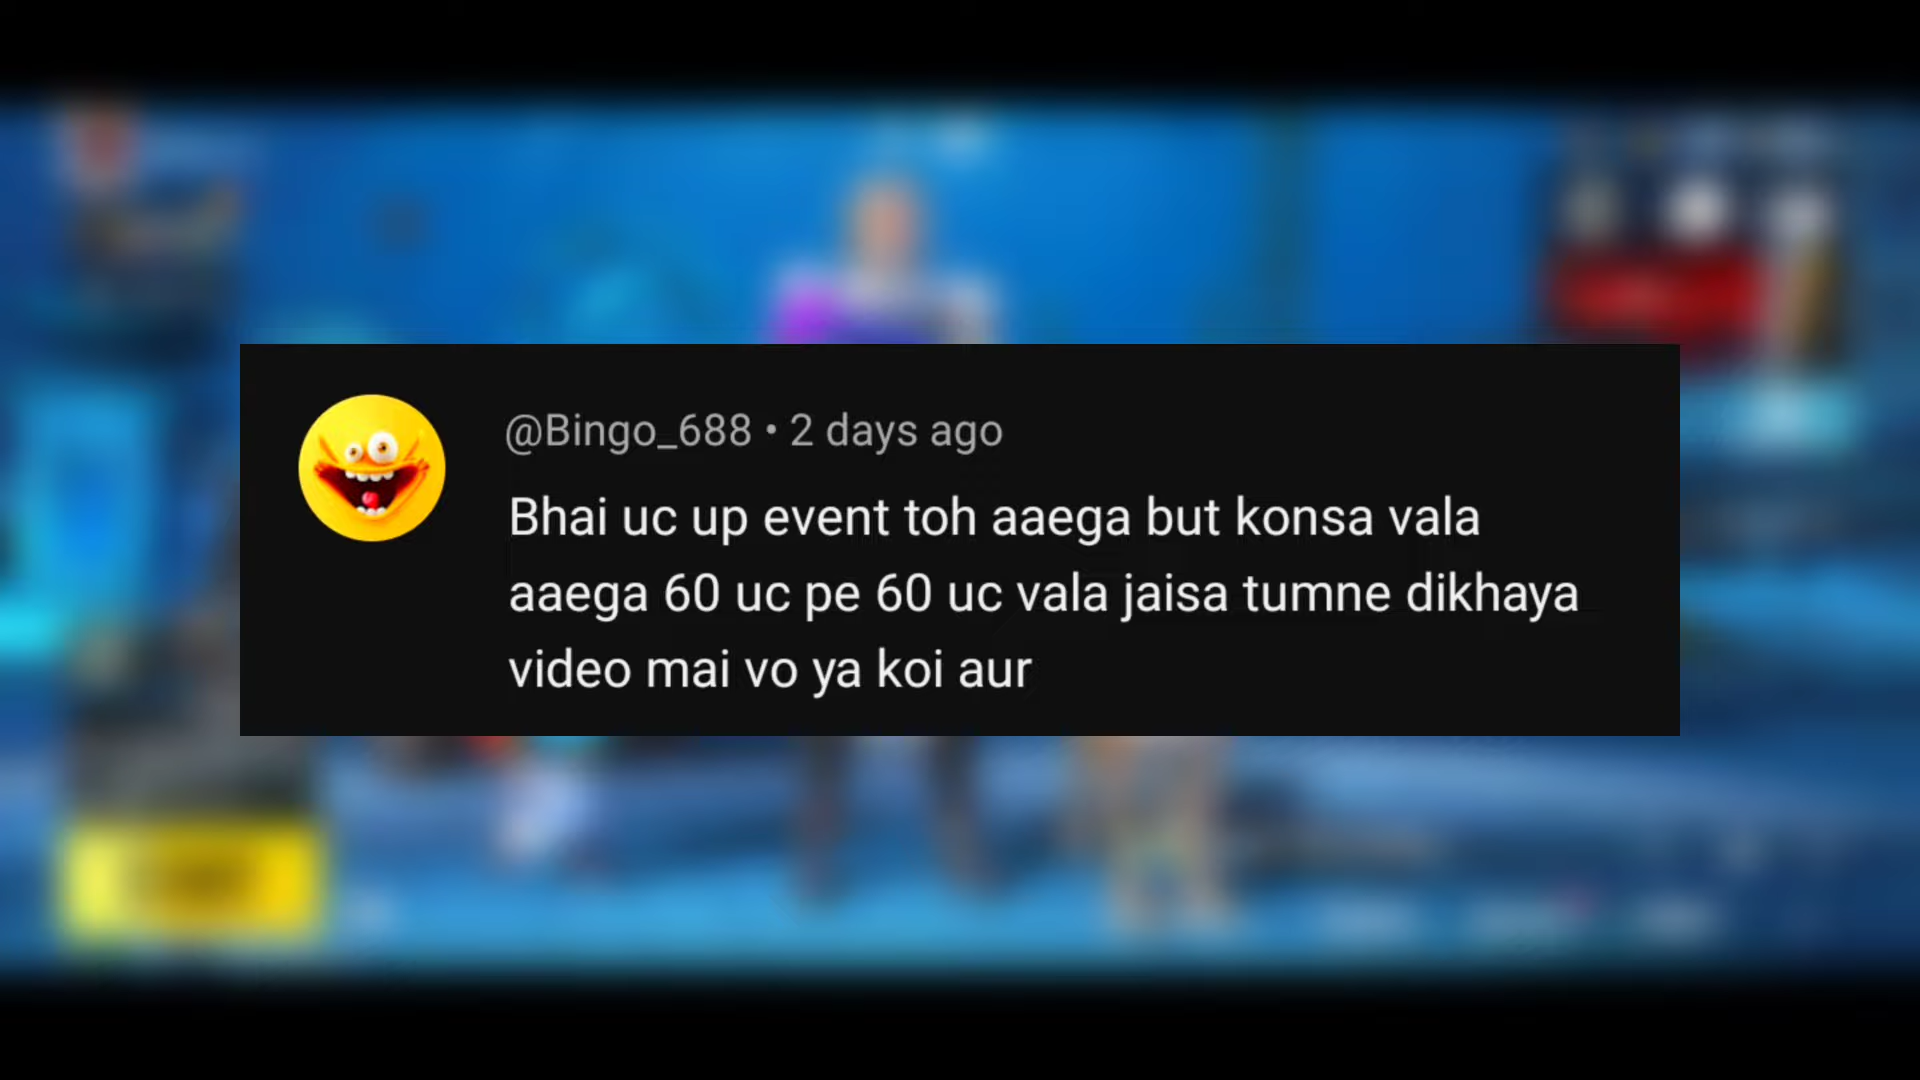 @Bingo_688 • 2 days ago
Bhai uc up event toh aaega but konsa vala
aaega 60 uc pe 60 uc vala jaisa tumne dikhaya
video mai vo ya koi aur